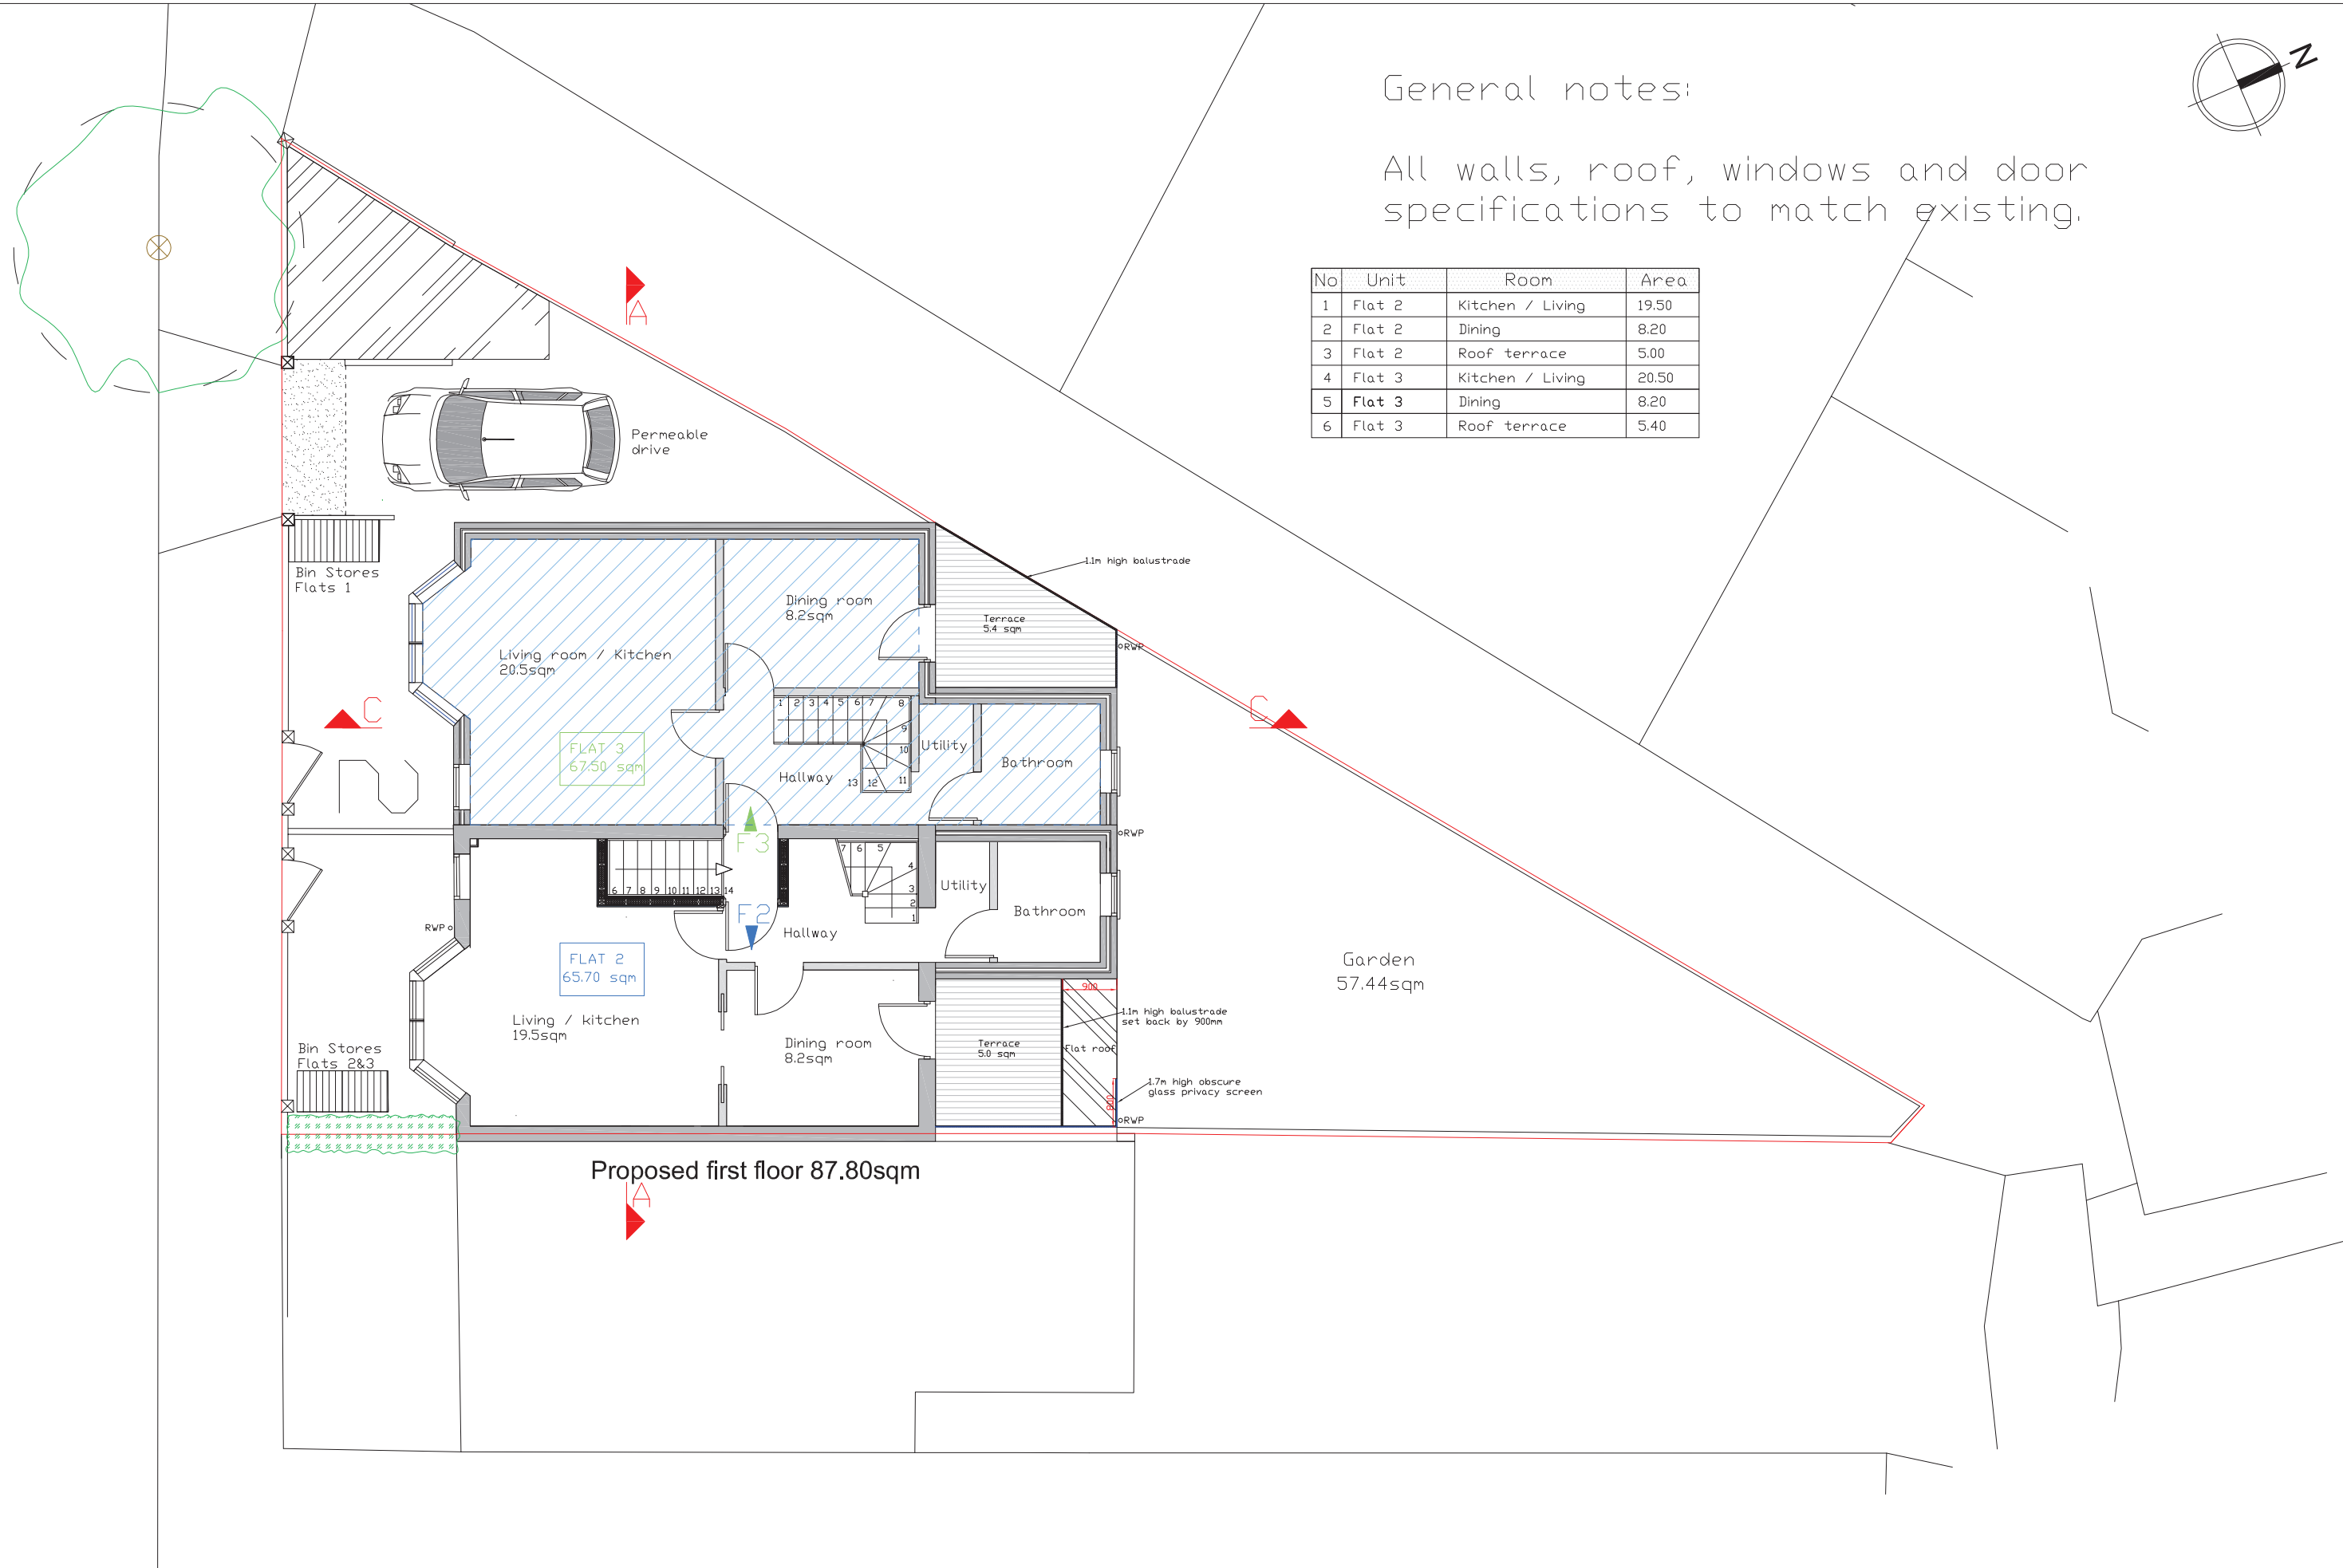 N
General notes:
All walls, roof, windows and door
specifications to match existing.
No Unit Room Area
1 Flat 2 Kitchen / Living 19.50
2 Flat 2 Dining 8.20
3 Flat 2 Roof terrace 5.00
4 Flat 3 Kitchen / Living 20.50
5 Flat 3 Dining 8.20
6 Flat 3 Roof terrace 5.40
A
Permeable
drive
Bin Stores
Flats 1
1.1m high balustrade
Dining room
8.2sqm
Terrace
5.4 sqm
RWP
Living room / Kitchen
20.5sqm
C
C
1 2 3 4 5 6 7 8
9
10
11
13 12
Utility
Bathroom
Hallway
FLAT 3
67.50 sqm
F3
RWP
7 6 5
4
3
2
1
6 7 8 9 10 11 12 13 14
Utility
Bathroom
F2
Hallway
RWP
FLAT 2
65.70 sqm
Garden
57.44sqm
900
1.1m high balustrade
set back by 900mm
Living / kitchen
19.5sqm
Dining room
8.2sqm
Terrace
5.0 sqm
Flat roof
Bin Stores
Flats 2&3
1.7m high obscure
glass privacy screen
800
RWP
Proposed first floor 87.80sqm
A